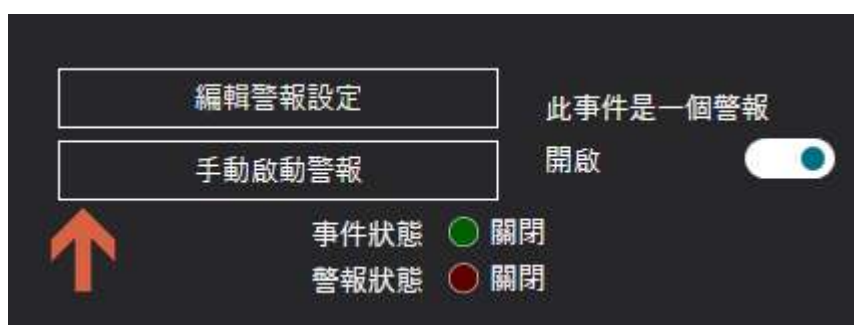 編輯警報設定
此事件是一個警報
手動啟動警報
開啟
事件狀態 關閉
警報狀態 關閉